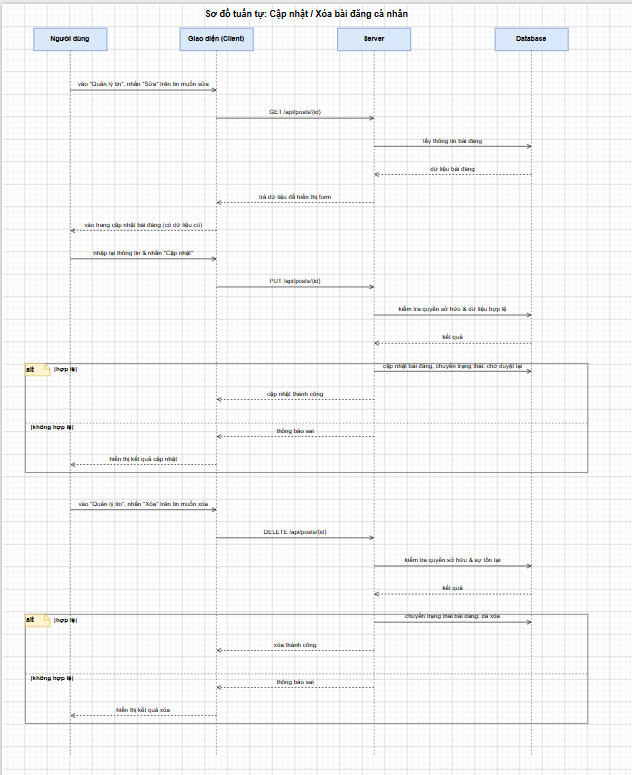 Sơ đồ tuần tự: Cập nhật / Xóa bài đăng cá nhân
Người dùng
Giao diện (Client)
Server
Database
vào "Quản lý tin", nhấn "Sửa" trên tin muốn sửa
GET /api/posts/{id}
lấy thông tin bài đăng
dữ liệu bài đăng
trả dữ liệu để hiển thị form
vào trang cập nhật bài đăng (có dữ liệu cũ)
nhập lại thông tin & nhấn "Cập nhật"
PUT /api/posts/{id}
kiểm tra quyền sở hữu & dữ liệu hợp lệ
kết quả
alt
[hợp lệ]
cập nhật bài đăng, chuyển trạng thái: chờ duyệt lại
cập nhật thành công
[không hợp lệ]
thông báo sai
hiển thị kết quả cập nhật
vào "Quản lý tin", nhấn "Xóa" trên tin muốn xóa
DELETE /api/posts/{id}
kiểm tra quyền sở hữu & sự tồn tại
kết quả
alt
[hợp lệ]
chuyển trạng thái bài đăng: đã xóa
xóa thành công
[không hợp lệ]
thông báo sai
hiển thị kết quả xóa